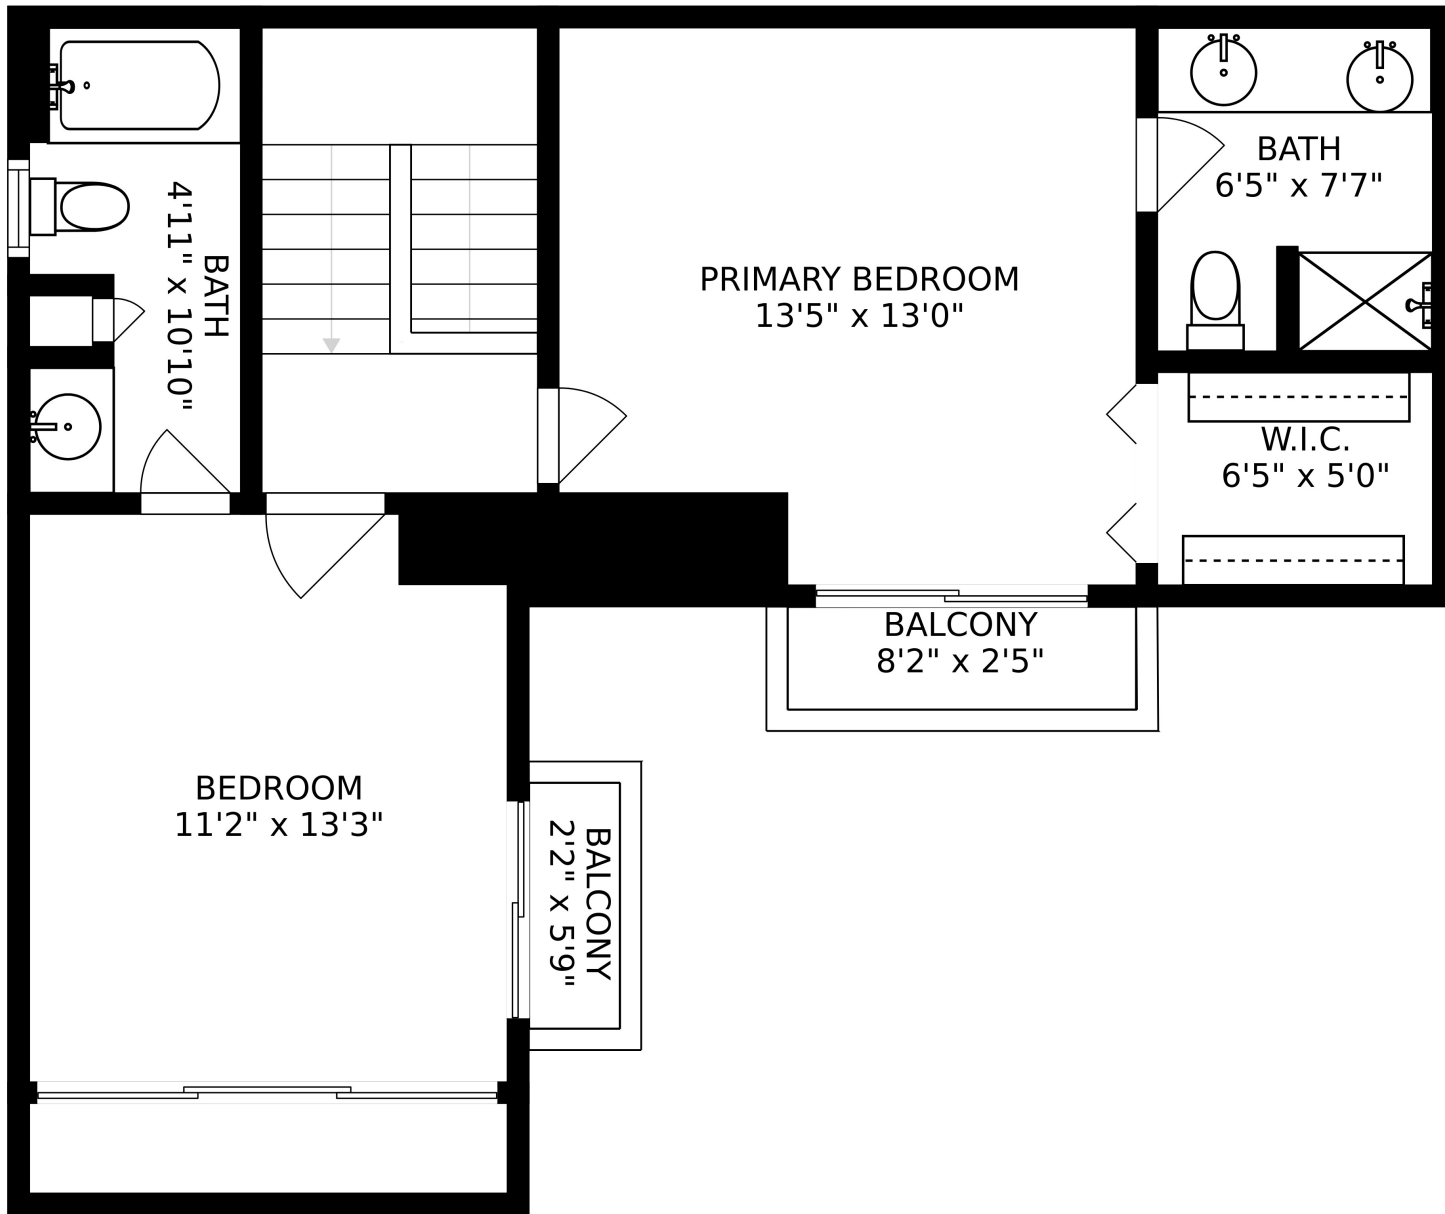 BATH
4'11" x 10'10"
PRIMARY BEDROOM
13'5" x 13'0"
BATH
6'5" x 7'7"
W.I.C.
6'5" x 5'0"
BALCONY
8'2" x 2'5"
BEDROOM
11'2" x 13'3"
BALCONY
2'2" x 5'9"